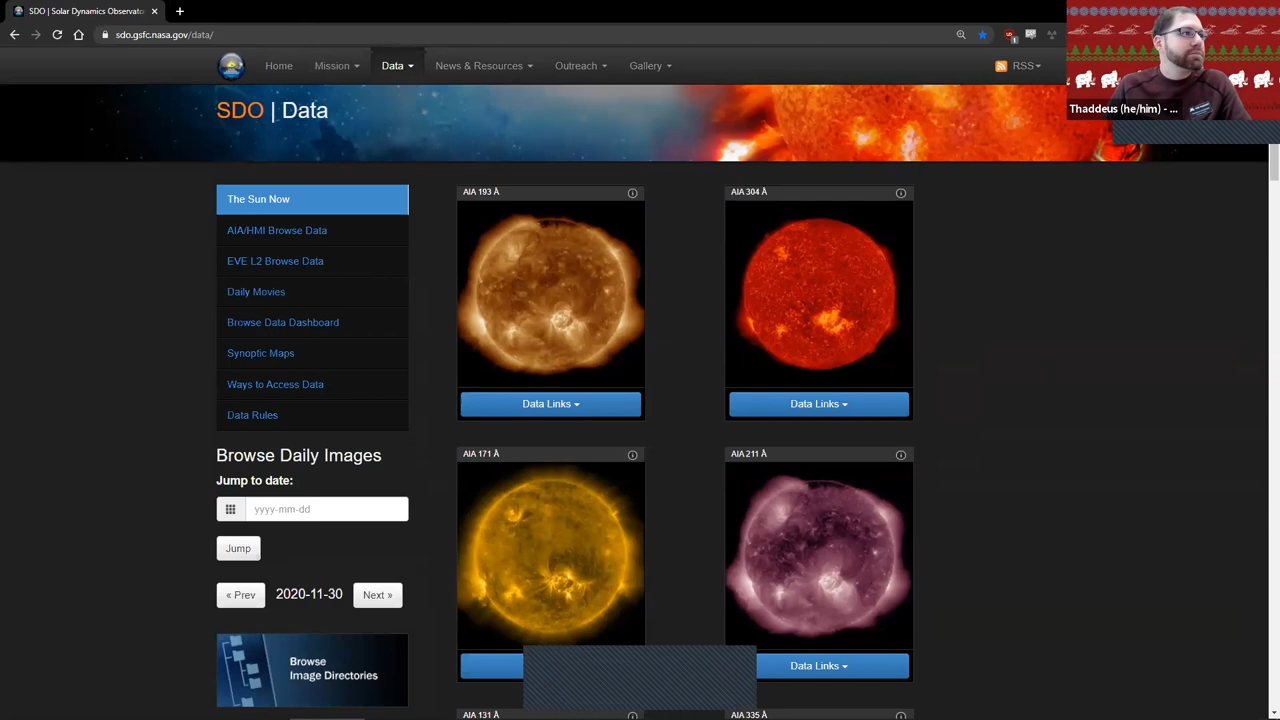 SDO | Solar Dynamics Observato
sdo.gsfc.nasa.gov/data/
1
Home
Mission
Data
News & Resources
Outreach
Gallery
RSS
Thaddeus (he/him) - ...
SDO | Data
The Sun Now
AIA/HMI Browse Data
EVE L2 Browse Data
Daily Movies
Browse Data Dashboard
Synoptic Maps
Ways to Access Data
Data Rules
Browse Daily Images
Jump to date:
yyyy-mm-dd
Jump
« Prev
2020-11-30
Next »
Browse
Image Directories
AIA 193 Å
AIA 304 Å
Data Links
Data Links
AIA 171 Å
AIA 211 Å
Data Links
AIA 131 Å
AIA 335 Å